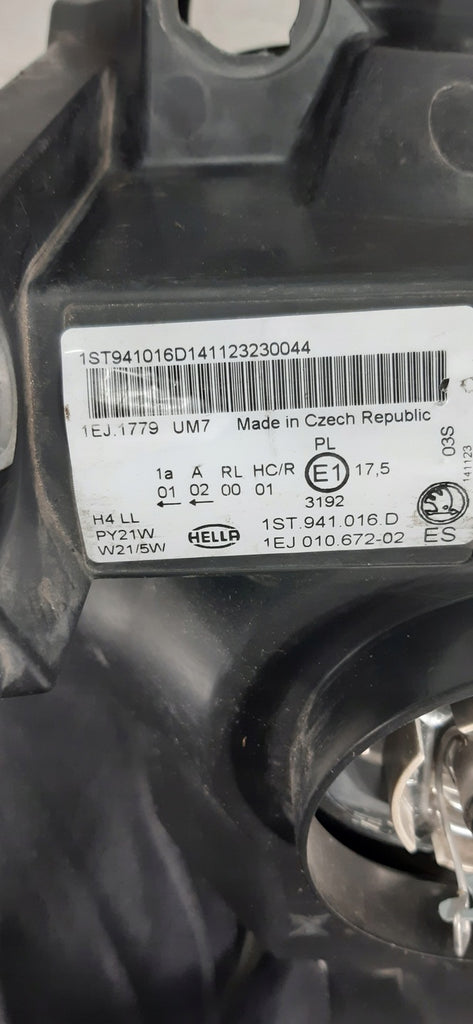 1ST941016D141123230044
1EJ.1779 UM7 Made in Czech Republic
PL
1a A RL HC/R E1 17,5
01 02 00 01
3192
H4 LL
PY21W
W21/5W
HELLA
1ST.941.016.D
1EJ 010.672-02
ES
03S
141123